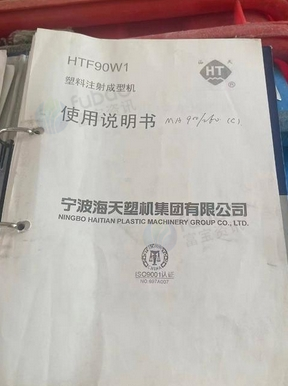 HTF90W1
HT
塑料注射成型机
使用说明书
宁波海天塑机集团有限公司
NINGBO HAITIAN PLASTIC MACHINERY GROUP CO., LTD.
ISO9001认证